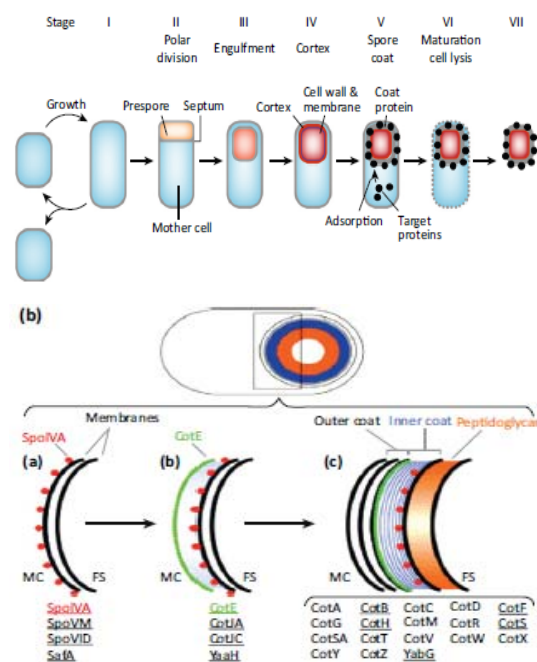 Stage I II III IV V VI VII
Polar division Engulfment Cortex Spore coat Maturation cell lysis
Growth
Prespore Septum
Cortex Cell wall & membrane
Coat protein
Mother cell
Adsorption Target proteins
(b)
Membranes
SpoIVA
CotE
Outer coat Inner coat Peptidoglycan
(a) (b) (c)
MC FS MC FS MC FS
SpoIVA CotE CotA CotB CotC CotD CotF
SpoVM CotJA CotG CotH CotM CotR CotS
SpoVID CotJC CotSA CotT CotV CotW CotX
SafA YaaH CotY CotZ YabG